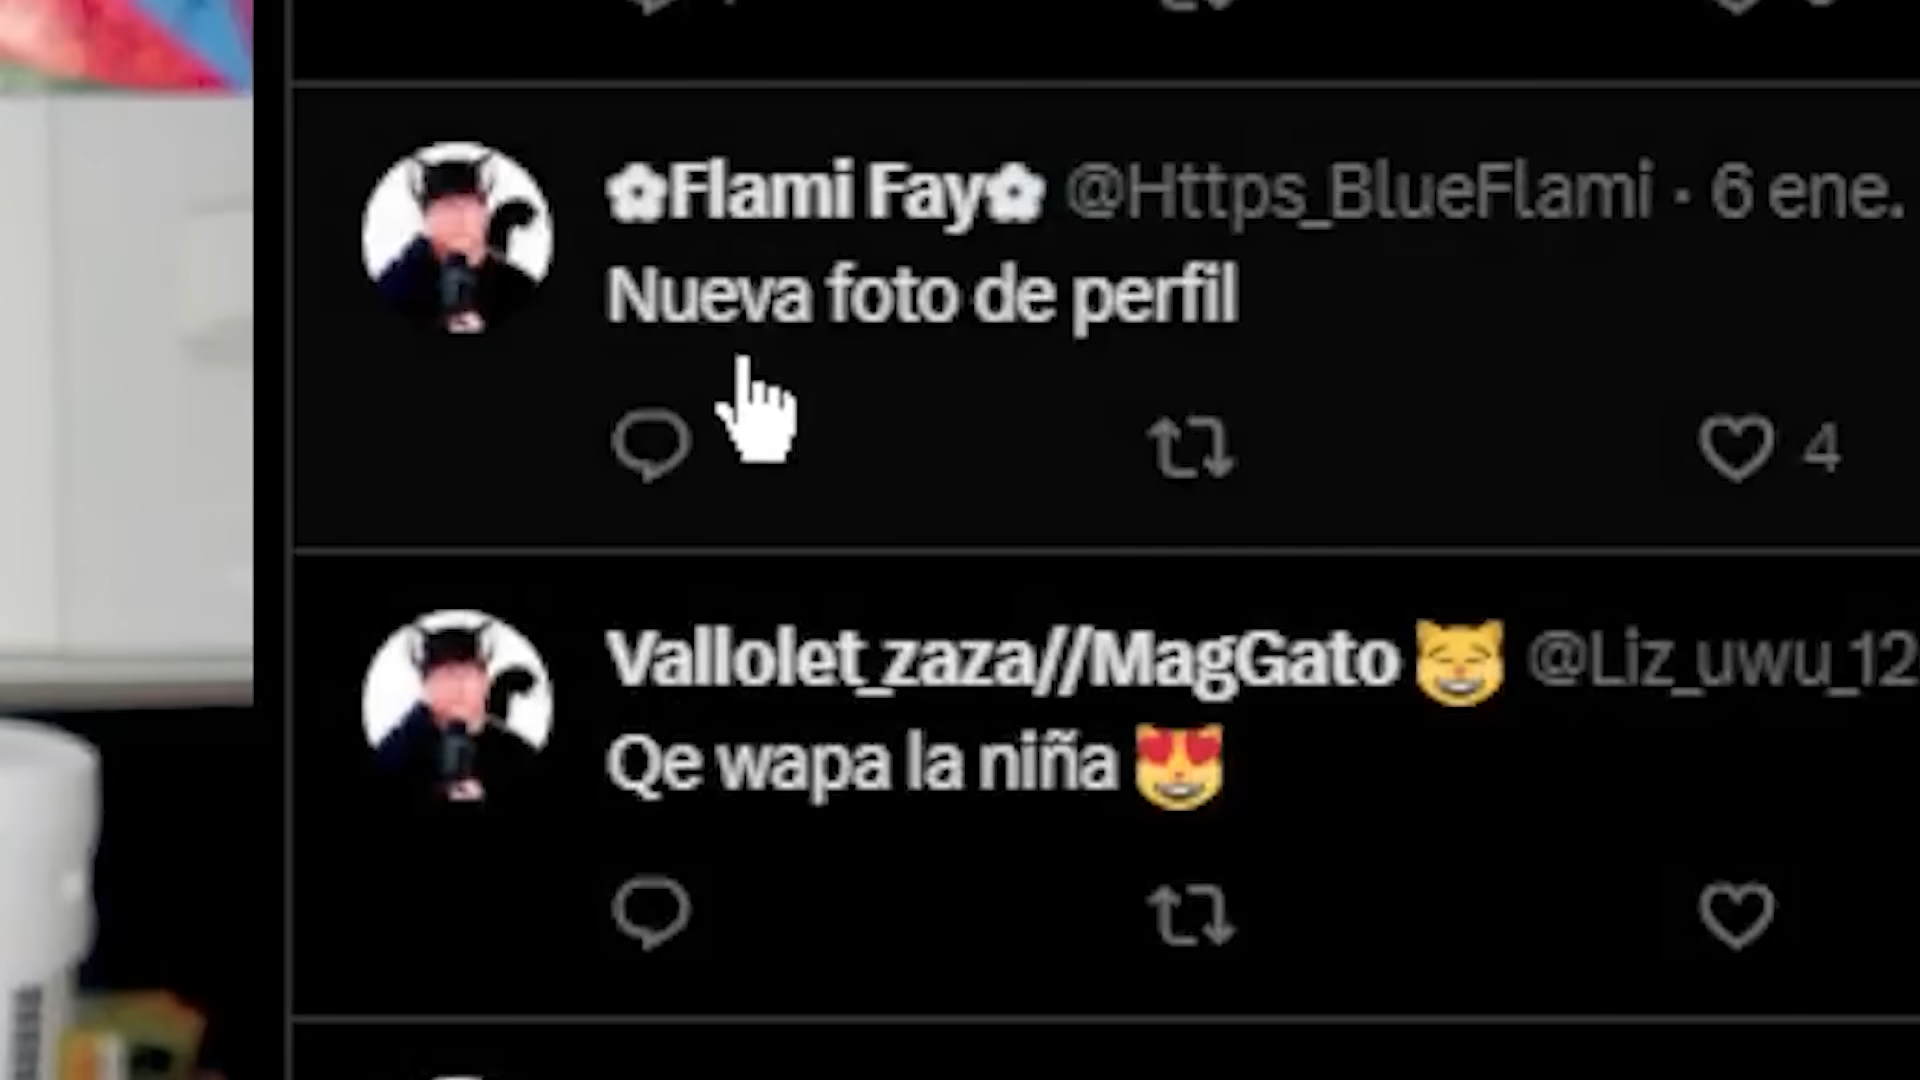 ✿Flami Fay✿ @Https_BlueFlami · 6 ene.
Nueva foto de perfil
4
Vallolet_zaza//MagGato 😸 @Liz_uwu_12
Qe wapa la niña 😻